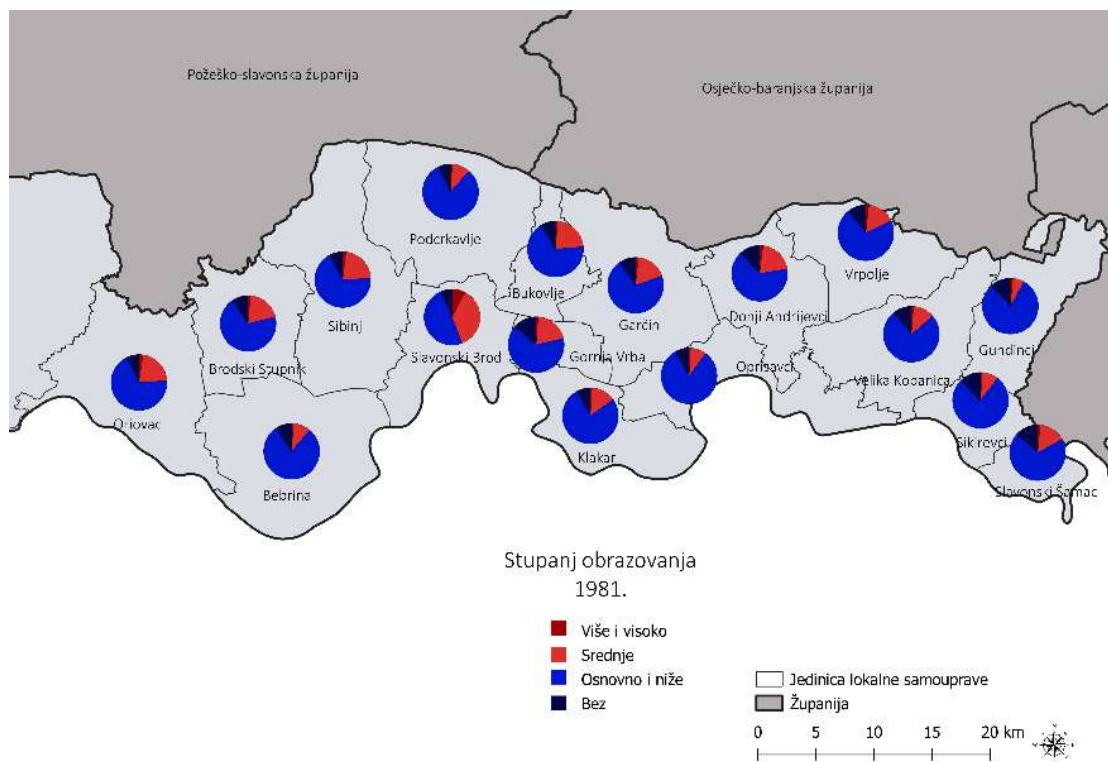 Požeško-slavonska županija
Osječko-baranjska županija
Podcrkavlje
Vrpolje
Bukovlje
Sibinj
Garčin
Donji Andrijevci
Slavonski Brod
Gornja Vrba
Gundinci
Brodski Stupnik
Oprisavci
Velika Kopanica
Oriovac
Sikirevci
Klakar
Bebrina
Slavonski Šamac
Stupanj obrazovanja
1981.
Više i visoko
Srednje
Osnovno i niže
Bez
Jedinica lokalne samouprave
Županija
0 5 10 15 20 km